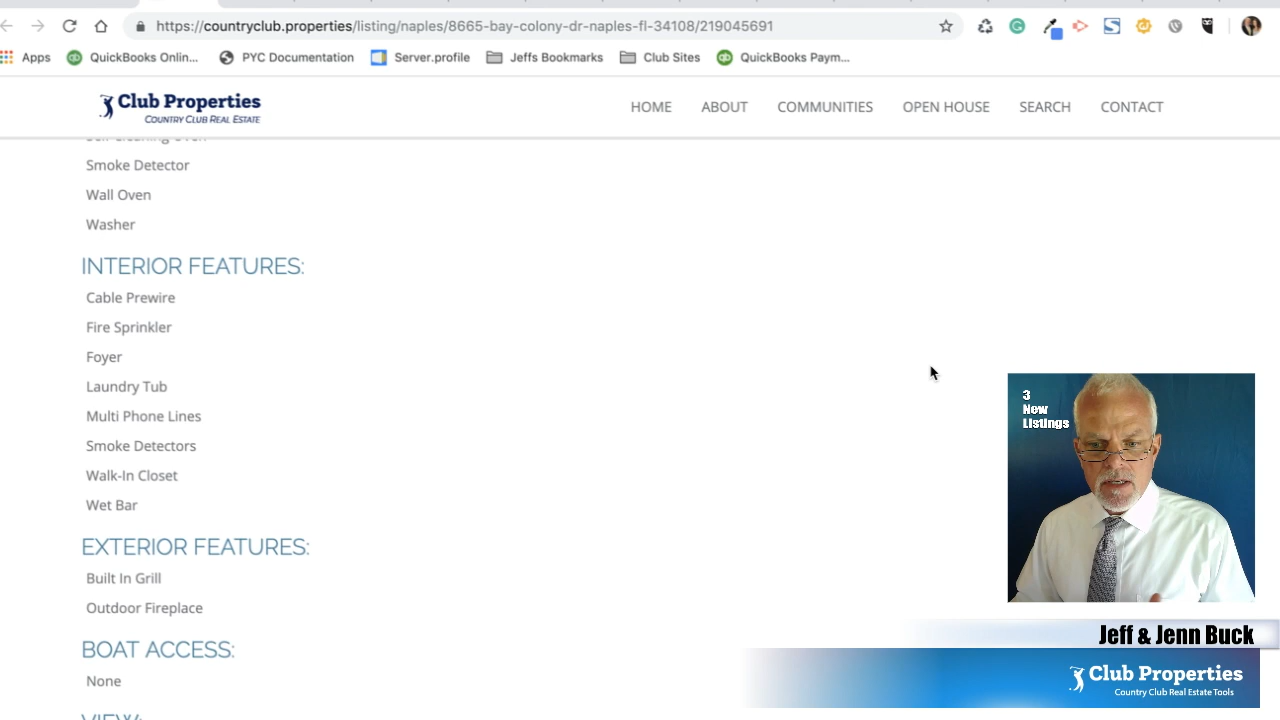 https://countryclub.properties/listing/naples/8665-bay-colony-dr-naples-fl-34108/219045691
Apps QuickBooks Onlin... PYC Documentation Server.profile Jeffs Bookmarks Club Sites QuickBooks Paym...
Club Properties
COUNTRY CLUB REAL ESTATE
HOME ABOUT COMMUNITIES OPEN HOUSE SEARCH CONTACT
Self Cleaning Oven
Smoke Detector
Wall Oven
Washer
INTERIOR FEATURES:
Cable Prewire
Fire Sprinkler
Foyer
Laundry Tub
Multi Phone Lines
Smoke Detectors
Walk-In Closet
Wet Bar
EXTERIOR FEATURES:
Built In Grill
Outdoor Fireplace
BOAT ACCESS:
None
VIEW:
3
New
Listings
Jeff & Jenn Buck
Club Properties
Country Club Real Estate Tools